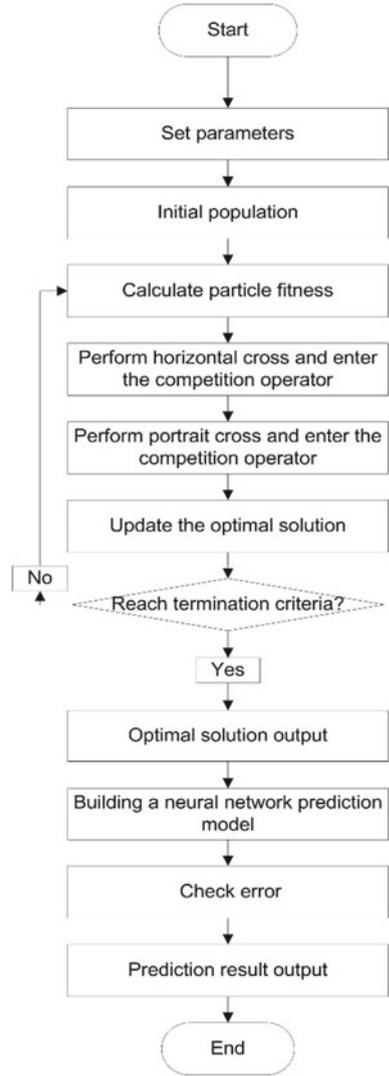 Start
Set parameters
Initial population
Calculate particle fitness
Perform horizontal cross and enter
the competition operator
Perform portrait cross and enter the
competition operator
Update the optimal solution
No
Reach termination criteria?
Yes
Optimal solution output
Building a neural network prediction
model
Check error
Prediction result output
End